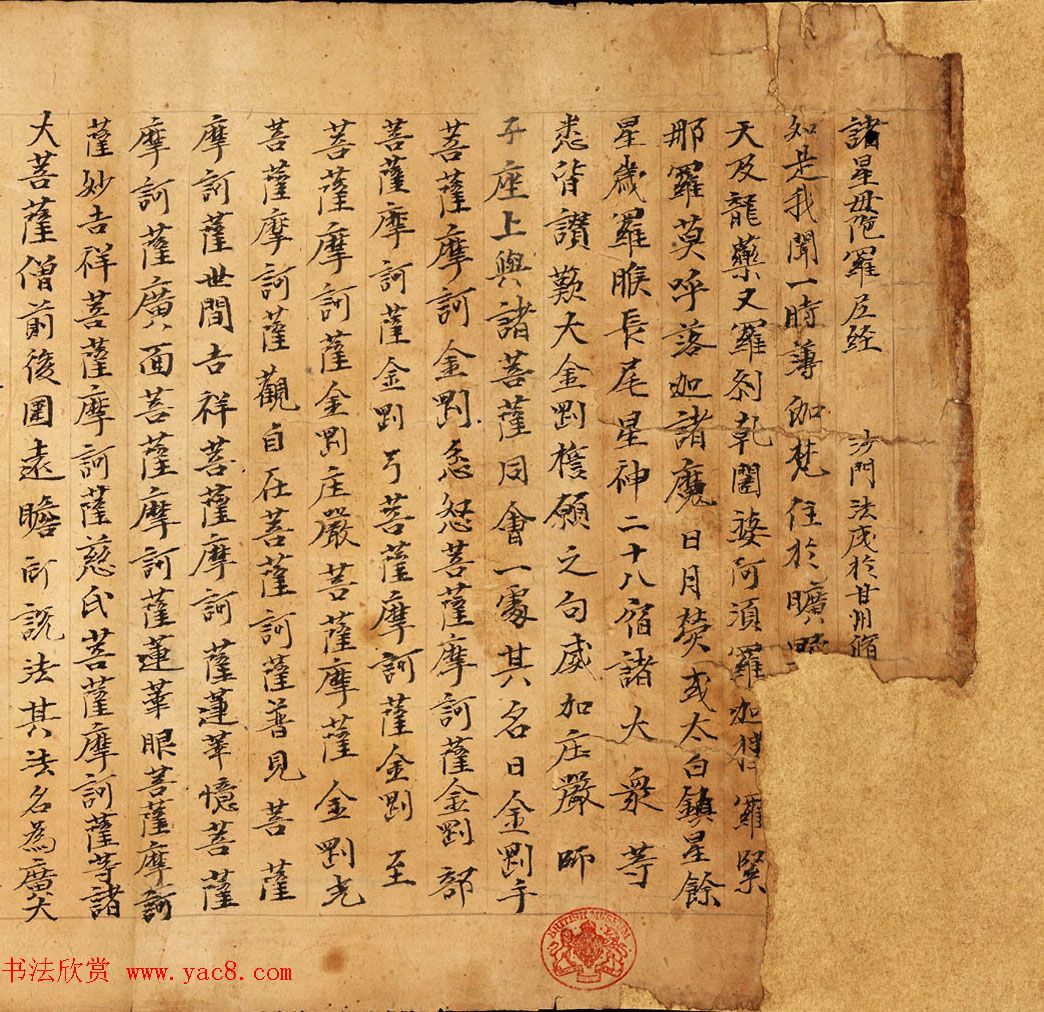 諸星母陁羅尼經 沙門法成於甘州脩
如是我聞一時薄伽梵住於曠野
天及龍藥叉羅刹乹闥婆阿須羅迦樓羅緊
那羅莫呼落迦諸魔日月熒或太白鎮星餘
星歲羅睺長尾星神二十八宿諸大衆等
悉皆讃歎大金剛擔願之句威加庄嚴師
子座上與諸菩薩同會一處其名曰金剛手
菩薩摩訶金剛忿怒菩薩摩訶薩金剛部
菩薩摩訶薩金剛弓菩薩摩訶薩金剛至
菩薩摩訶薩金剛庄嚴菩薩摩薩金剛光
菩薩摩訶薩觀自在菩薩訶薩普見菩薩
摩訶薩世間吉祥菩薩摩訶薩蓮華憶菩薩
摩訶薩廣面菩薩摩訶薩蓮華眼菩薩摩訶
薩妙吉祥菩薩摩訶薩慈氏菩薩摩訶薩等諸
大菩薩僧前後圍遶瞻所説法其法名為廣大
BRITISH MUSEUM
书法欣赏 www.yac8.com